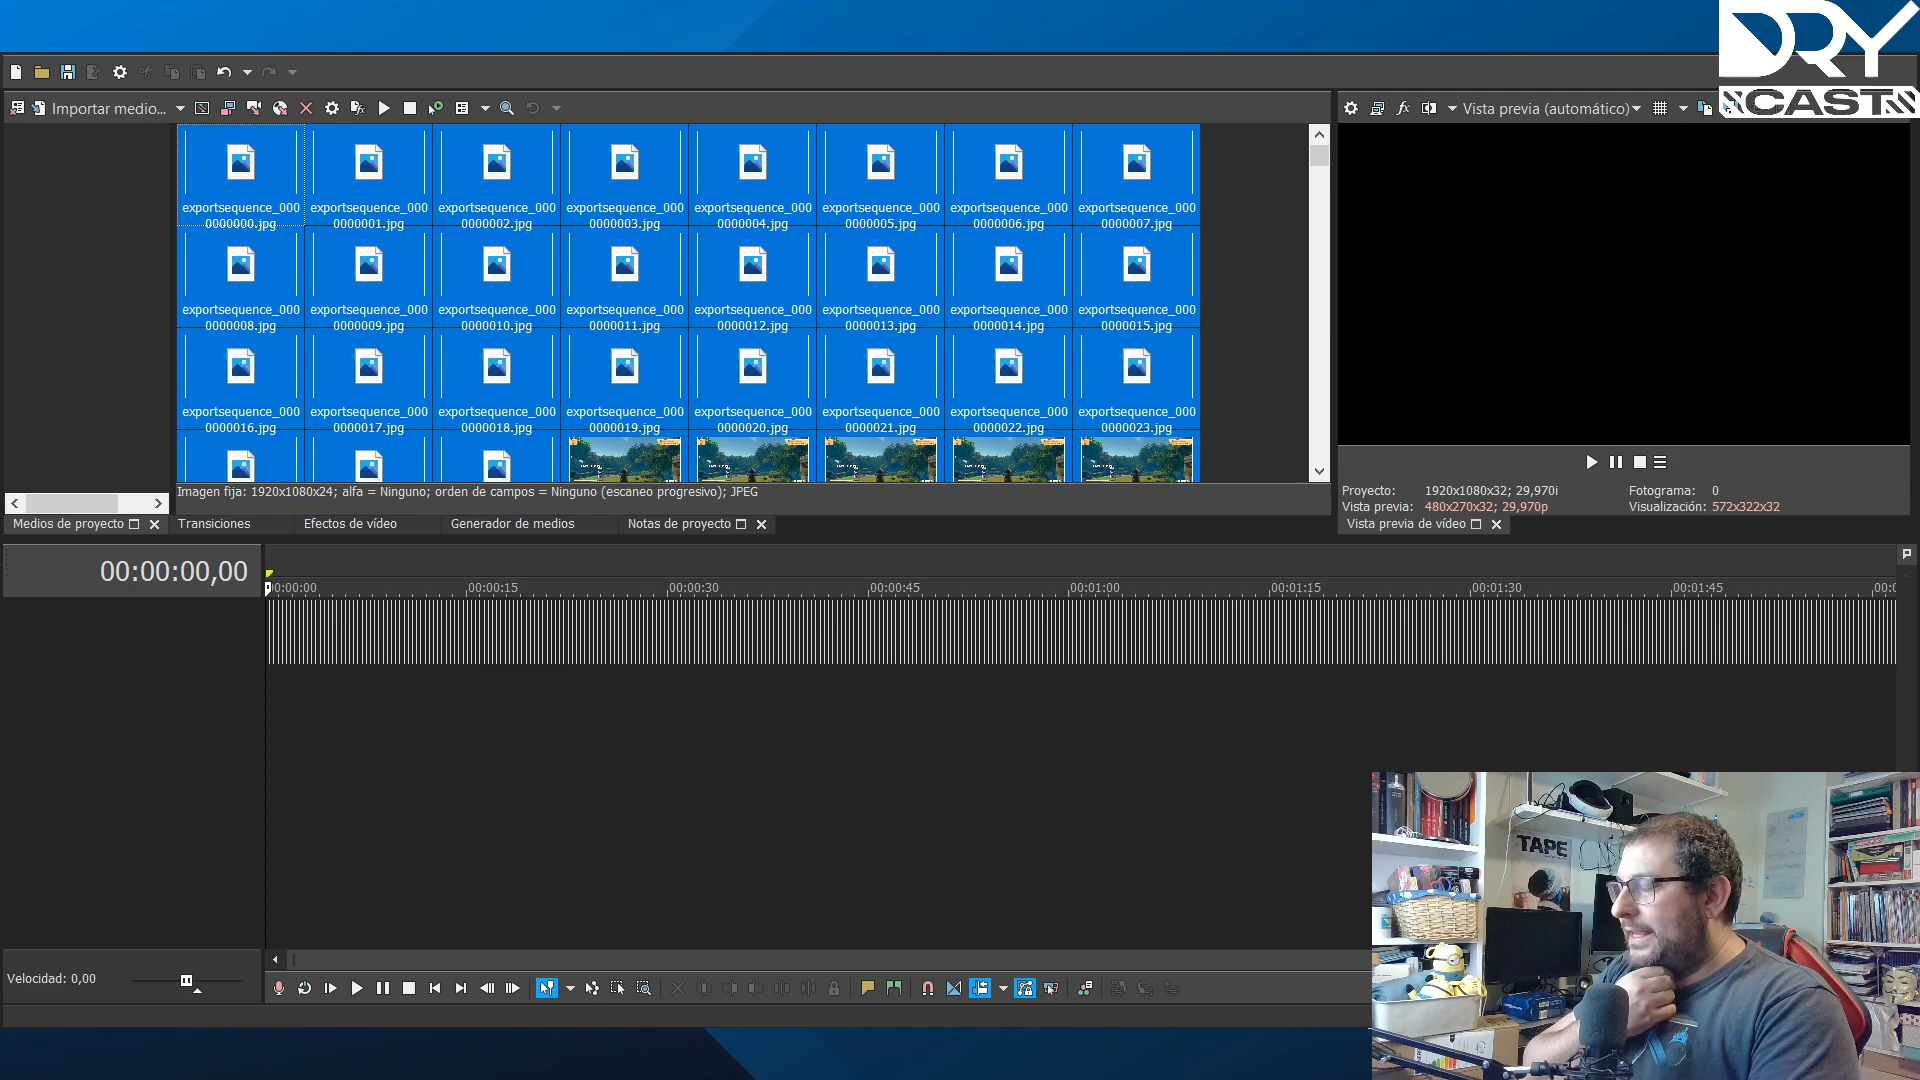 DRY
CAST
Importar medio...
Vista previa (automático)
exportsequence_000
0000000.jpg
exportsequence_000
0000001.jpg
exportsequence_000
0000002.jpg
exportsequence_000
0000003.jpg
exportsequence_000
0000004.jpg
exportsequence_000
0000005.jpg
exportsequence_000
0000006.jpg
exportsequence_000
0000007.jpg
exportsequence_000
0000008.jpg
exportsequence_000
0000009.jpg
exportsequence_000
0000010.jpg
exportsequence_000
0000011.jpg
exportsequence_000
0000012.jpg
exportsequence_000
0000013.jpg
exportsequence_000
0000014.jpg
exportsequence_000
0000015.jpg
exportsequence_000
0000016.jpg
exportsequence_000
0000017.jpg
exportsequence_000
0000018.jpg
exportsequence_000
0000019.jpg
exportsequence_000
0000020.jpg
exportsequence_000
0000021.jpg
exportsequence_000
0000022.jpg
exportsequence_000
0000023.jpg
Imagen fija: 1920x1080x24; alfa = Ninguno; orden de campos = Ninguno (escaneo progresivo); JPEG
Proyecto: 1920x1080x32; 29,970i Fotograma: 0
Vista previa: 480x270x32; 29,970p Visualización: 572x322x32
Medios de proyecto Transiciones Efectos de vídeo Generador de medios Notas de proyecto
Vista previa de vídeo
00:00:00,00
00:00:00 00:00:15 00:00:30 00:00:45 00:01:00 00:01:15 00:01:30 00:01:45
TAPE
Velocidad: 0,00